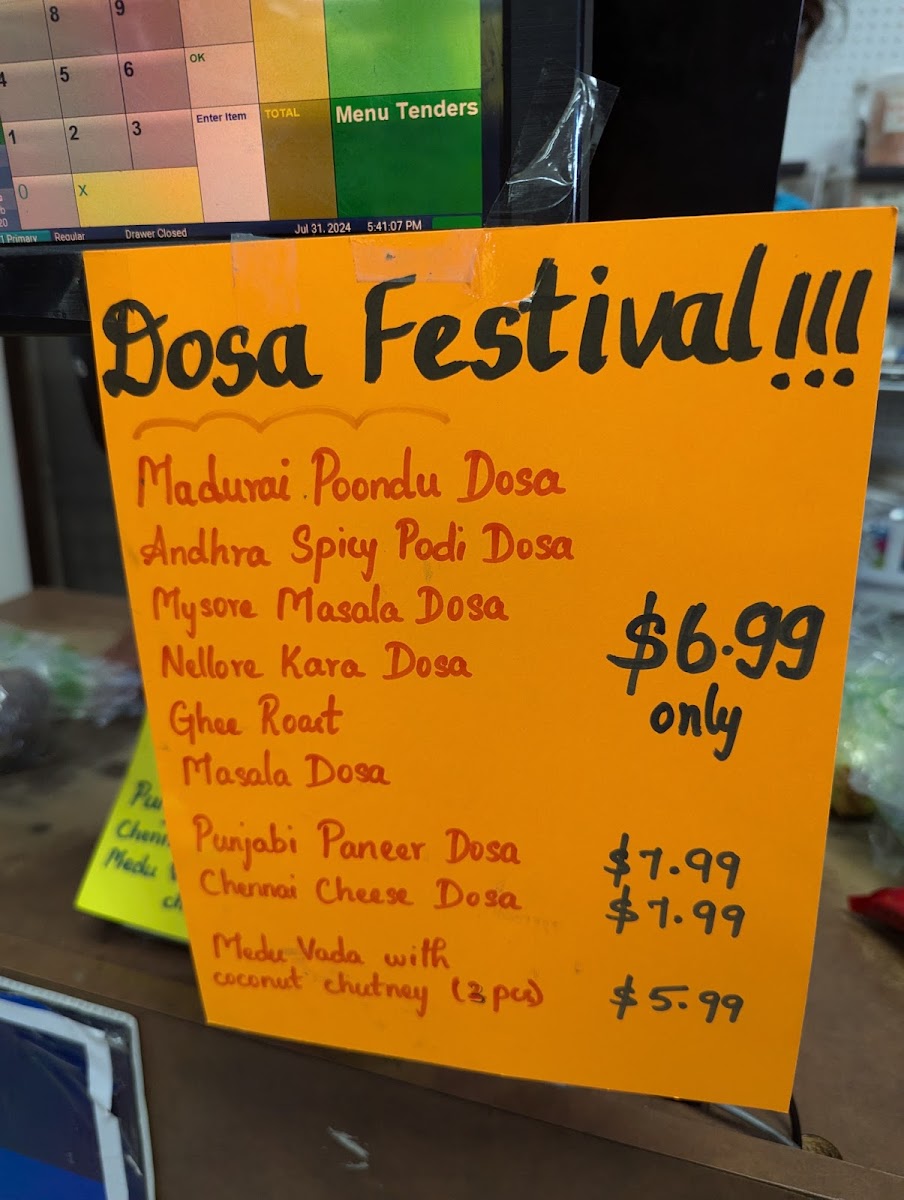 8 9
4 5 6 OK
1 2 3 Enter Item TOTAL Menu Tenders
0 X
Primary Regular Drawer Closed Jul 31, 2024 5:41:07 PM
Dosa Festival!!!
Madurai Poondu Dosa
Andhra Spicy Podi Dosa
Mysore Masala Dosa
Nellore Kara Dosa
Ghee Roast
Masala Dosa
$6.99
only
Punjabi Paneer Dosa $7.99
Chennai Cheese Dosa $7.99
Medu Vada with
coconut chutney (3 pcs) $5.99
Medu